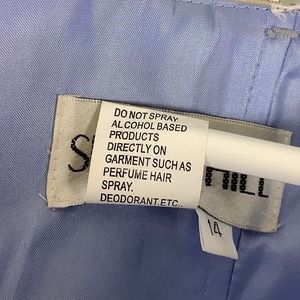 DO NOT SPRAY
ALCOHOL BASED
PRODUCTS
DIRECTLY ON
GARMENT SUCH AS
PERFUME HAIR
SPRAY.
DEODORANT.ETC..
14